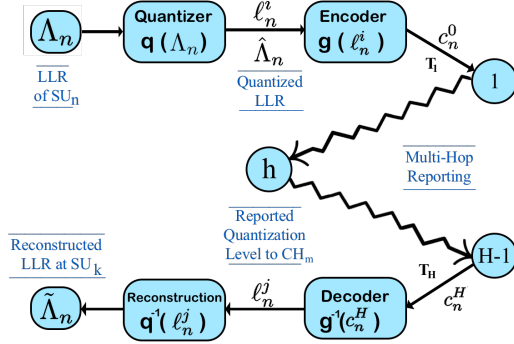 Λₙ
Quantizer
q(Λₙ)
ℓₙⁱ
Λ̂ₙ
Encoder
g(ℓₙⁱ)
cₙ⁰
T₁
1
LLR
of SUₙ
Quantized
LLR
h
Multi-Hop
Reporting
Reconstructed
LLR at SUₖ
Reported
Quantization
Level to CHₘ
H-1
Λ̃ₙ
Reconstruction
q⁻¹(ℓₙʲ)
ℓₙʲ
Decoder
g⁻¹(cₙᴴ)
T_H
cₙᴴ